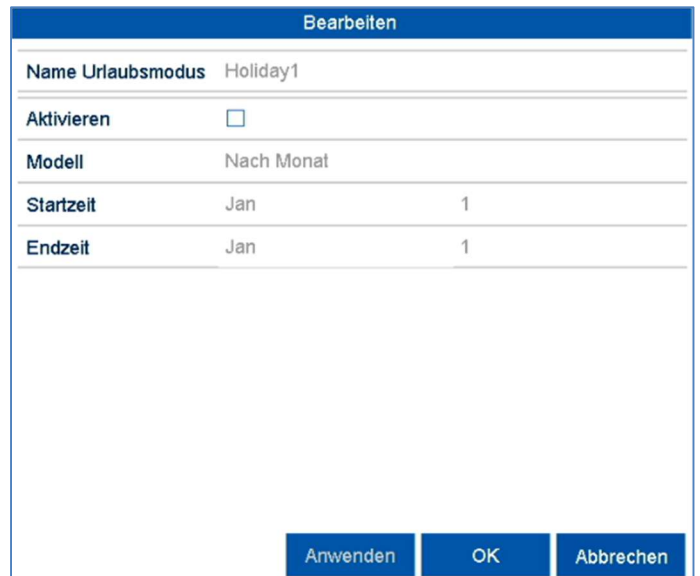 Bearbeiten
Name Urlaubsmodus Holiday1
Aktivieren
Modell Nach Monat
Startzeit Jan 1
Endzeit Jan 1
Anwenden OK Abbrechen